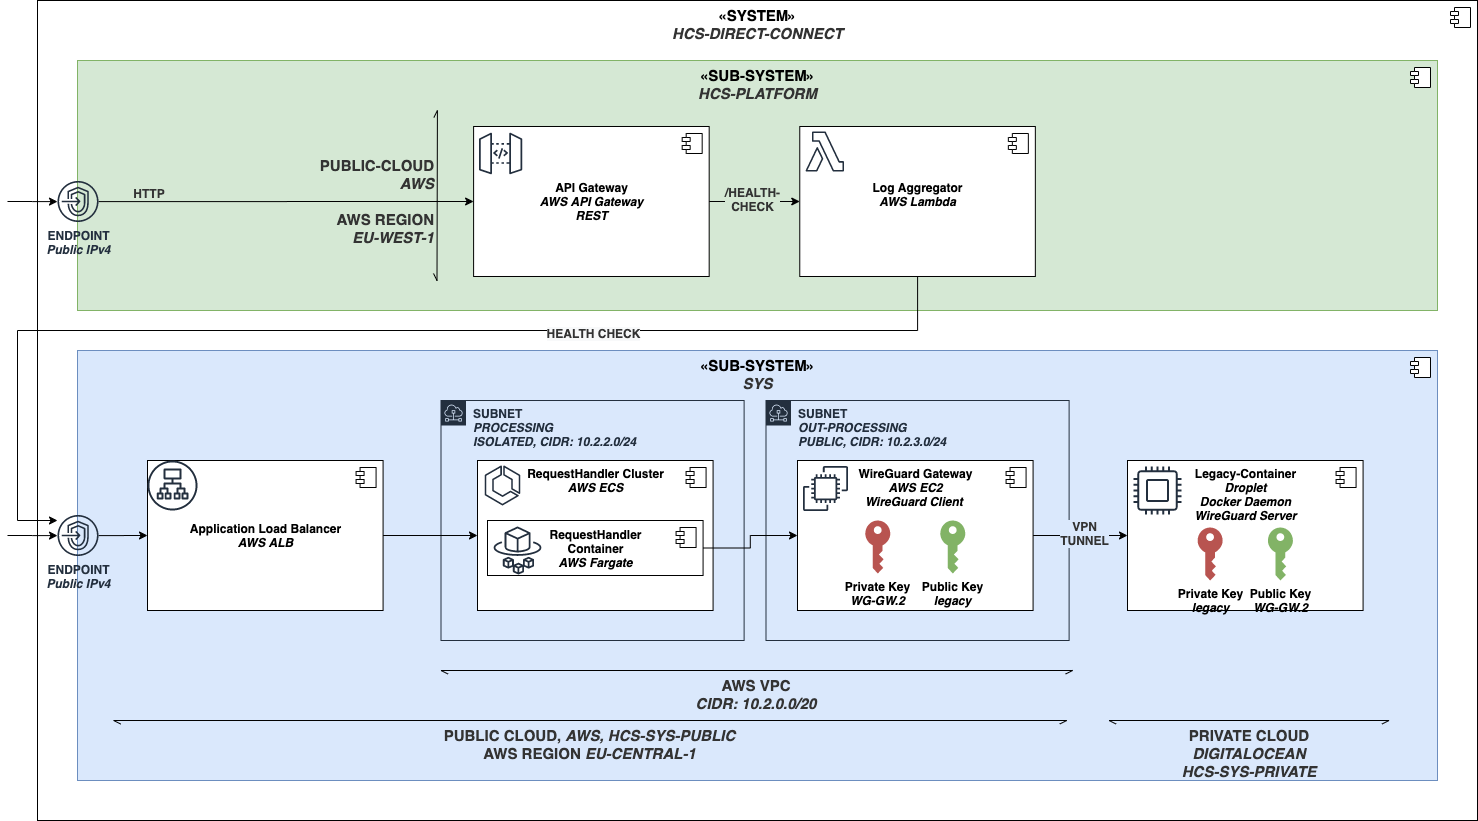 «SYSTEM»
HCS-DIRECT-CONNECT
«SUB-SYSTEM»
HCS-PLATFORM
PUBLIC-CLOUD
AWS
AWS REGION
EU-WEST-1
HTTP
ENDPOINT
Public IPv4
API Gateway
AWS API Gateway
REST
/HEALTH-
CHECK
Log Aggregator
AWS Lambda
HEALTH CHECK
«SUB-SYSTEM»
SYS
ENDPOINT
Public IPv4
Application Load Balancer
AWS ALB
SUBNET
PROCESSING
ISOLATED, CIDR: 10.2.2.0/24
RequestHandler Cluster
AWS ECS
RequestHandler
Container
AWS Fargate
SUBNET
OUT-PROCESSING
PUBLIC, CIDR: 10.2.3.0/24
WireGuard Gateway
AWS EC2
WireGuard Client
Private Key
WG-GW.2
Public Key
legacy
VPN
TUNNEL
Legacy-Container
Droplet
Docker Daemon
WireGuard Server
Private Key
legacy
Public Key
WG-GW.2
AWS VPC
CIDR: 10.2.0.0/20
PUBLIC CLOUD, AWS, HCS-SYS-PUBLIC
AWS REGION EU-CENTRAL-1
PRIVATE CLOUD
DIGITALOCEAN
HCS-SYS-PRIVATE